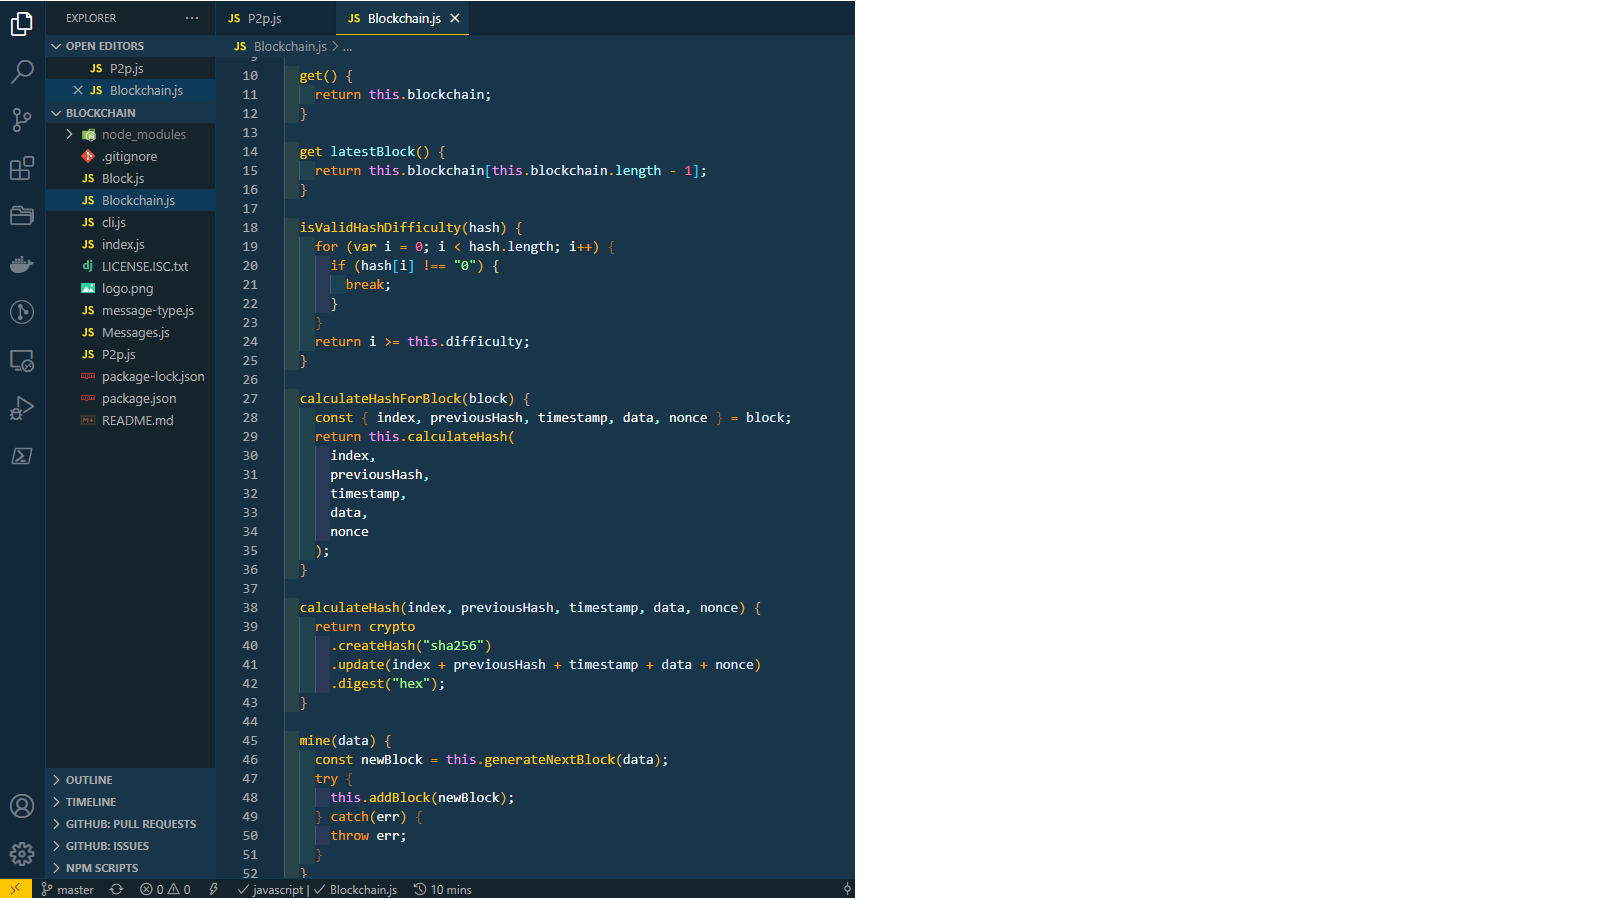 EXPLORER ···
OPEN EDITORS
JS P2p.js
JS Blockchain.js
BLOCKCHAIN
node_modules
.gitignore
JS Block.js
JS Blockchain.js
JS cli.js
JS index.js
dj LICENSE.ISC.txt
logo.png
JS message-type.js
JS Messages.js
JS P2p.js
package-lock.json
package.json
README.md
OUTLINE
TIMELINE
GITHUB: PULL REQUESTS
GITHUB: ISSUES
NPM SCRIPTS
JS P2p.js
JS Blockchain.js
JS Blockchain.js > ...
9
10 get() {
11 return this.blockchain;
12 }
13
14 get latestBlock() {
15 return this.blockchain[this.blockchain.length - 1];
16 }
17
18 isValidHashDifficulty(hash) {
19 for (var i = 0; i < hash.length; i++) {
20 if (hash[i] !== "0") {
21 break;
22 }
23 }
24 return i >= this.difficulty;
25 }
26
27 calculateHashForBlock(block) {
28 const { index, previousHash, timestamp, data, nonce } = block;
29 return this.calculateHash(
30 index,
31 previousHash,
32 timestamp,
33 data,
34 nonce
35 );
36 }
37
38 calculateHash(index, previousHash, timestamp, data, nonce) {
39 return crypto
40 .createHash("sha256")
41 .update(index + previousHash + timestamp + data + nonce)
42 .digest("hex");
43 }
44
45 mine(data) {
46 const newBlock = this.generateNextBlock(data);
47 try {
48 this.addBlock(newBlock);
49 } catch(err) {
50 throw err;
51 }
52 }
master 0 0 javascript | Blockchain.js 10 mins